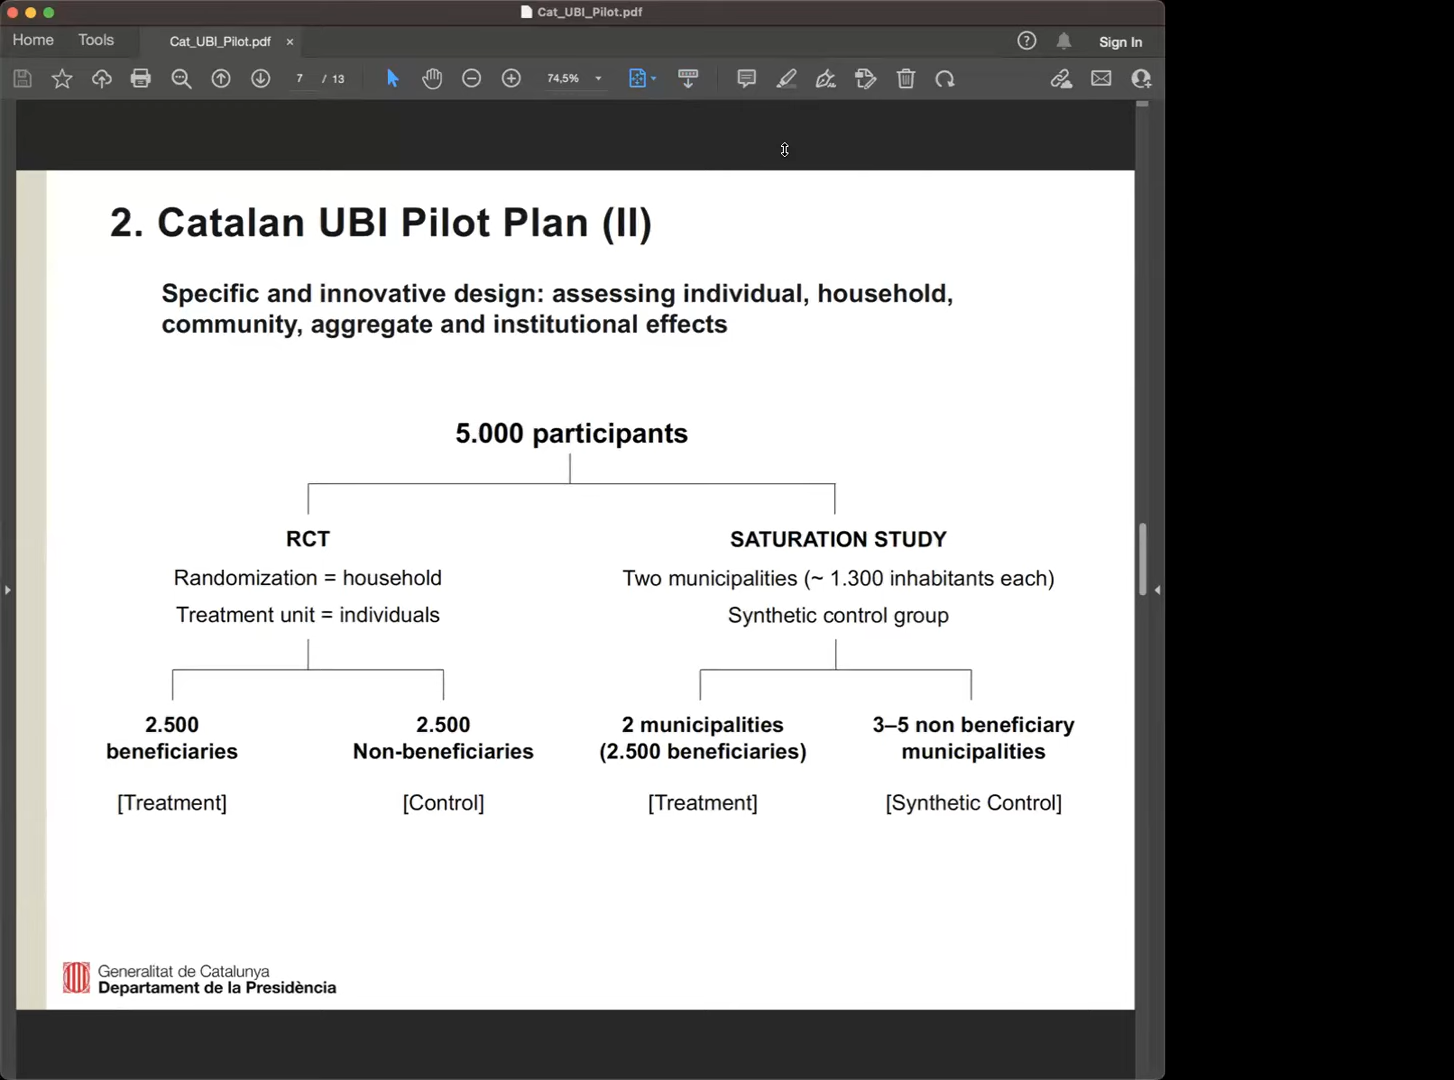 Cat_UBI_Pilot.pdf
Home Tools Cat_UBI_Pilot.pdf × Sign In
7 / 13 74,5%
2. Catalan UBI Pilot Plan (II)
Specific and innovative design: assessing individual, household,
community, aggregate and institutional effects
5.000 participants
RCT
Randomization = household
Treatment unit = individuals
SATURATION STUDY
Two municipalities (~ 1.300 inhabitants each)
Synthetic control group
2.500
beneficiaries
[Treatment]
2.500
Non-beneficiaries
[Control]
2 municipalities
(2.500 beneficiaries)
[Treatment]
3–5 non beneficiary
municipalities
[Synthetic Control]
Generalitat de Catalunya
Departament de la Presidència